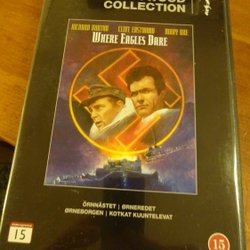 COLLECTION
RICHARD BURTON CLINT EASTWOOD MARY URE
WHERE EAGLES DARE
ÖRNNÄSTET | ØRNEREDET
ØRNEBORGEN | KOTKAT KUUNTELEVAT
15
15